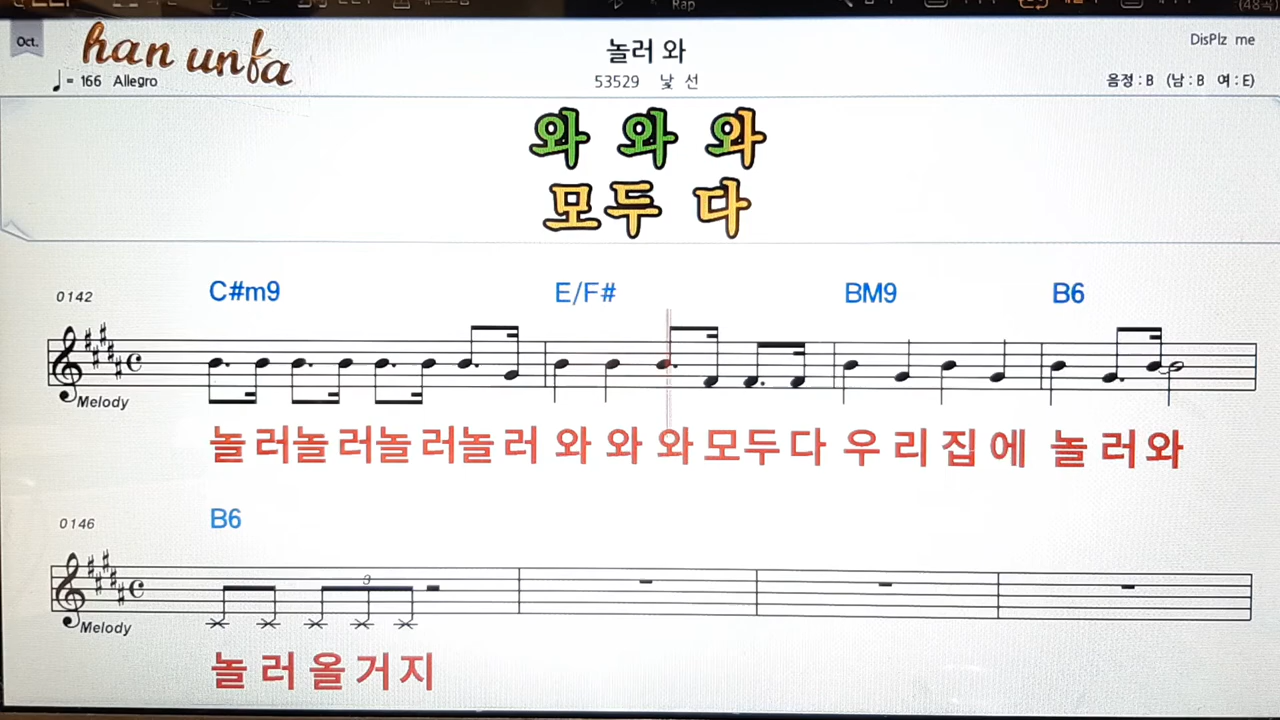 Rap
Oct.
han unfa
놀러 와
DisPlz me
♩= 166 Allegro
53529 낯 선
음정 : B (남 : B 여 : E)
와 와 와
모두 다
0142
C#m9 E/F# BM9 B6
Melody
놀 러놀 러놀 러놀 러 와 와 와 모두다 우 리 집 에 놀 러 와
0146
B6
3
Melody
놀 러 올 거 지